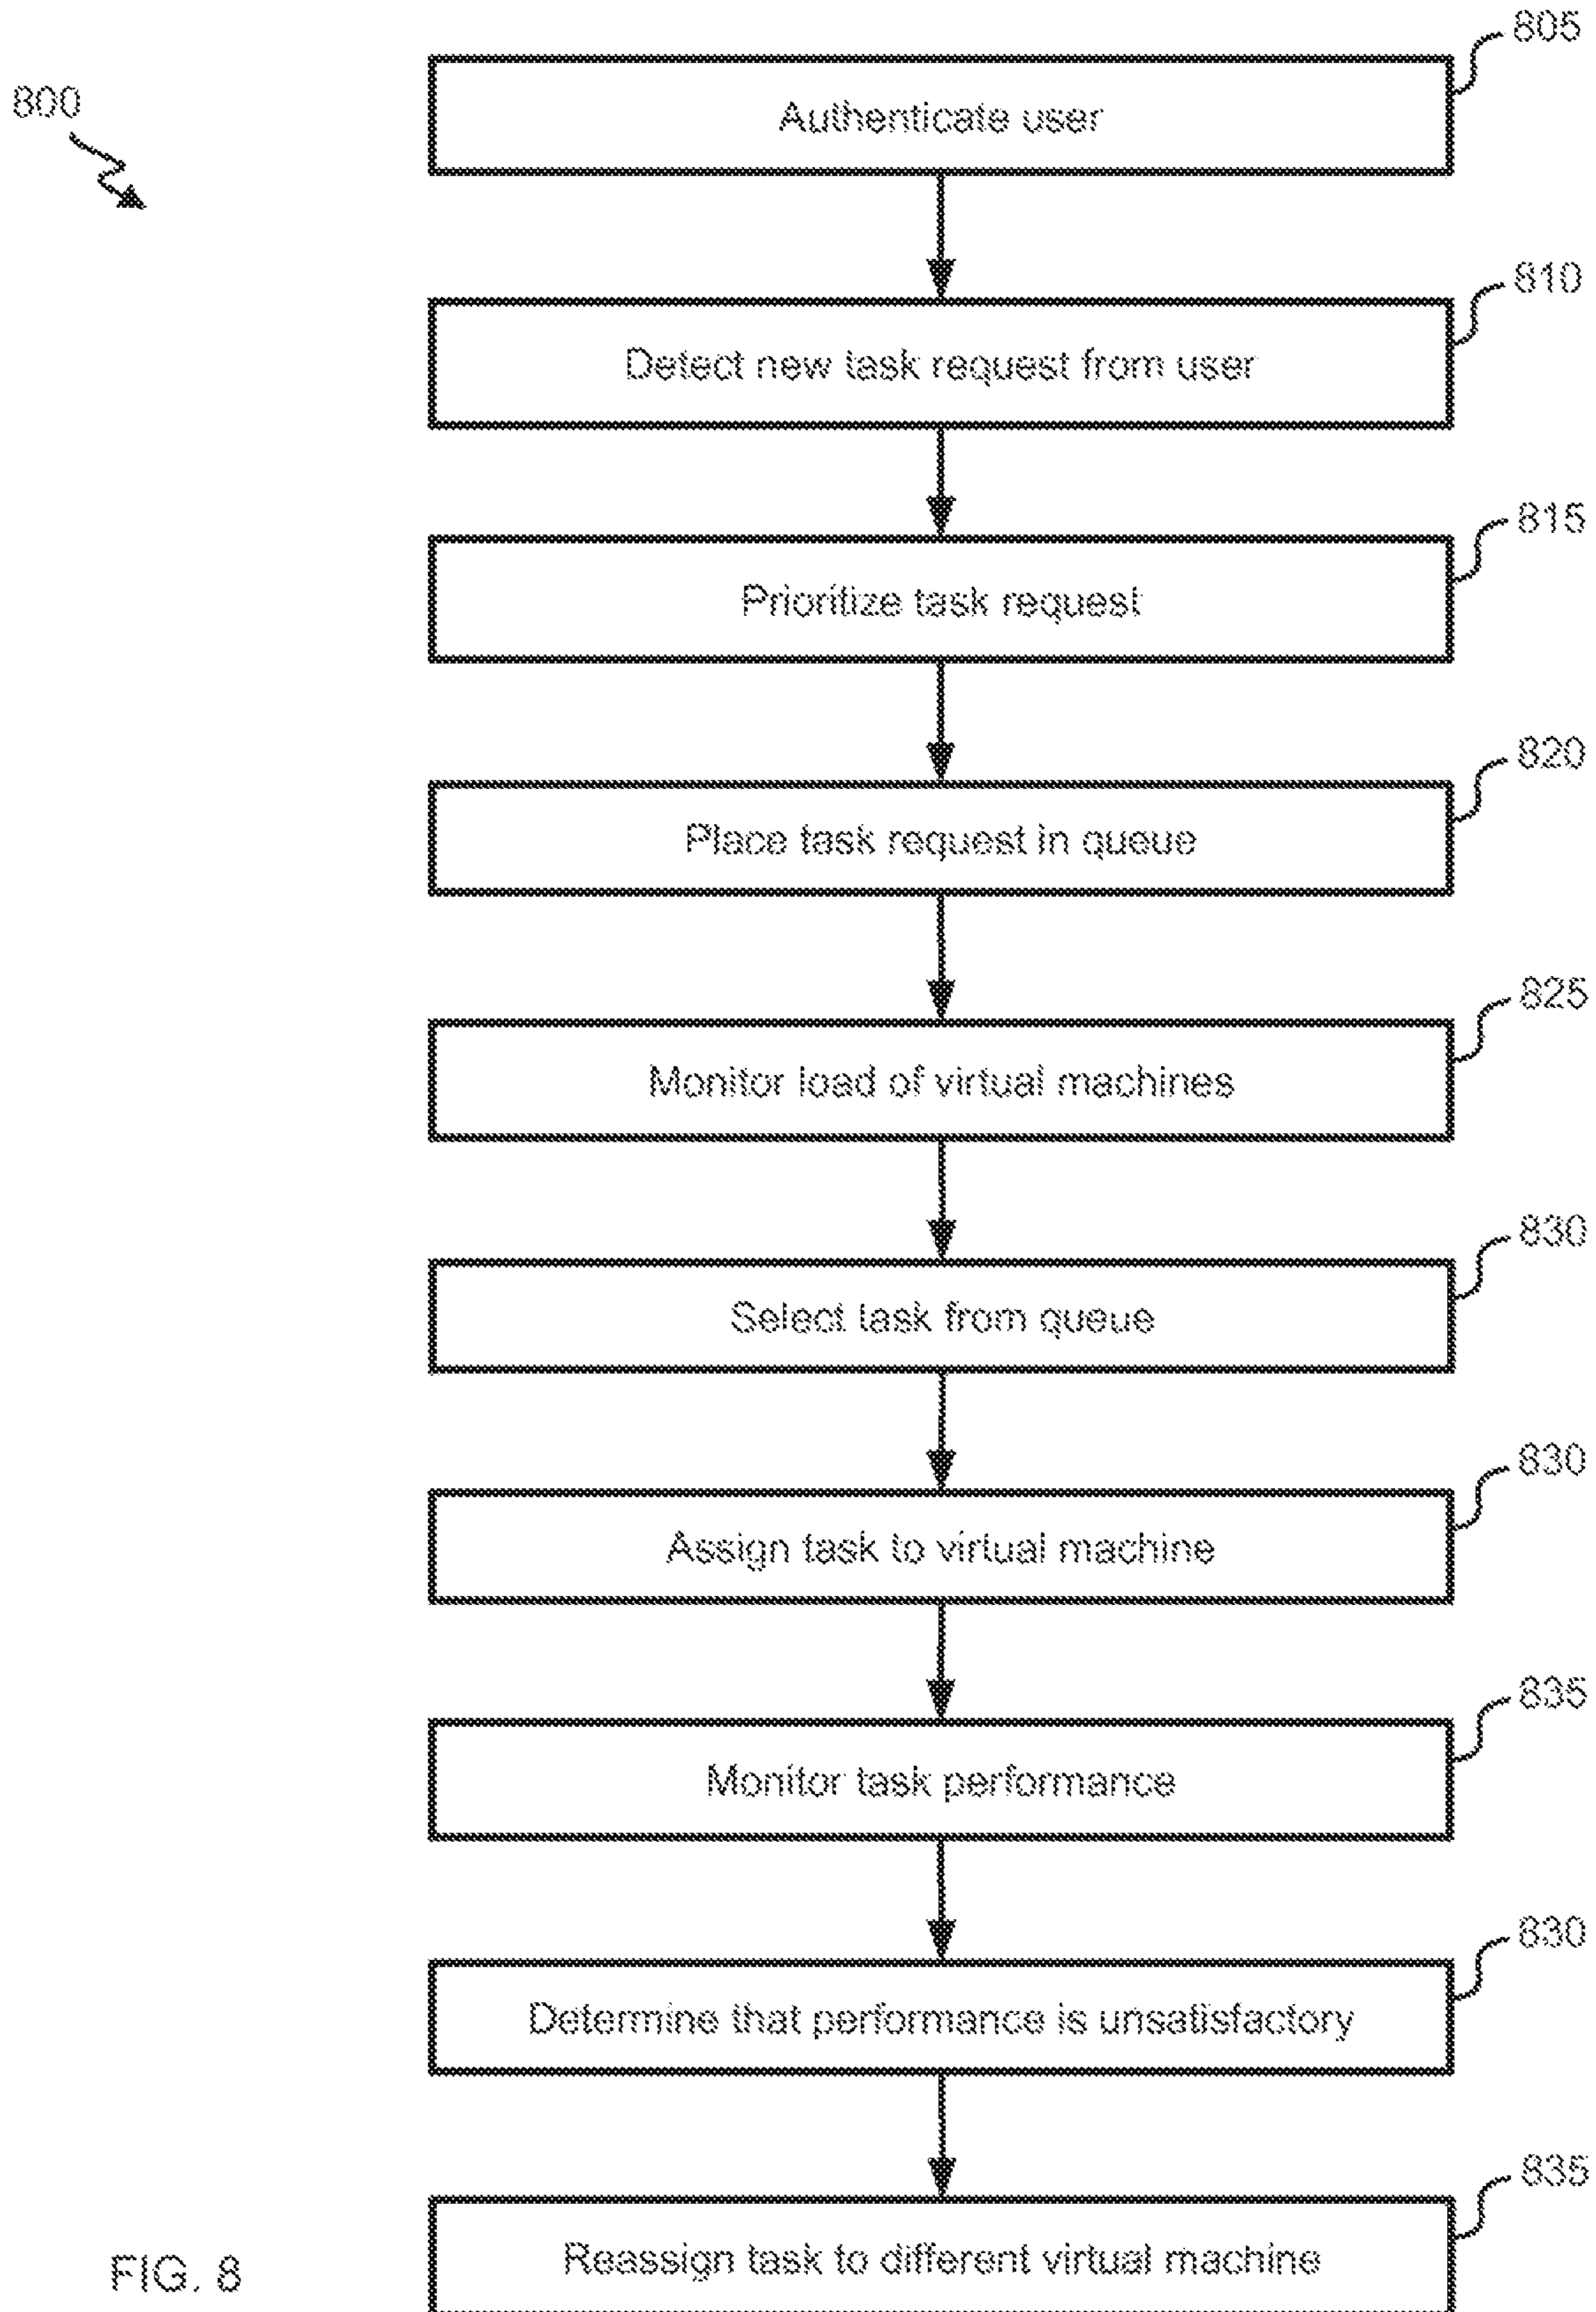 805
800
Authenticate user
810
Detect new task request from user
815
Prioritize task request
820
Place task request in queue
825
Monitor load of virtual machines
830
Select task from queue
830
Assign task to virtual machine
835
Monitor task performance
830
Determine that performance is unsatisfactory
835
Reassign task to different virtual machine
FIG. 8